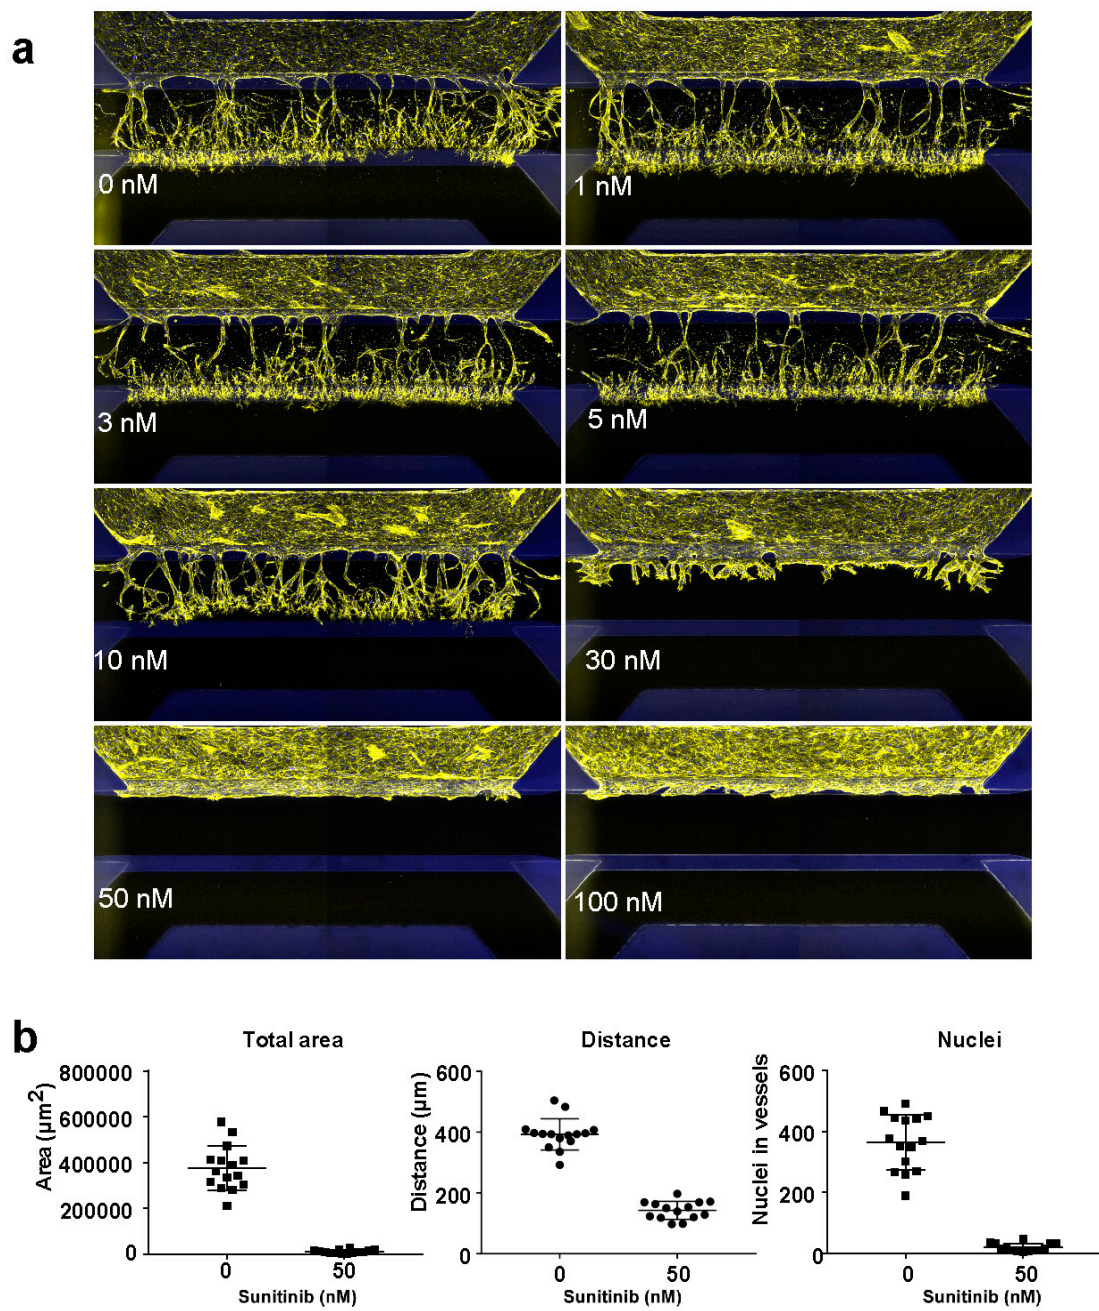 a
0 nM
1 nM
3 nM
5 nM
10 nM
30 nM
50 nM
100 nM
b
Total area
Area (µm²)
800000
600000
400000
200000
0
0
50
Sunitinib (nM)
Distance
Distance (µm)
600
400
200
0
0
50
Sunitinib (nM)
Nuclei
Nuclei in vessels
600
400
200
0
0
50
Sunitinib (nM)